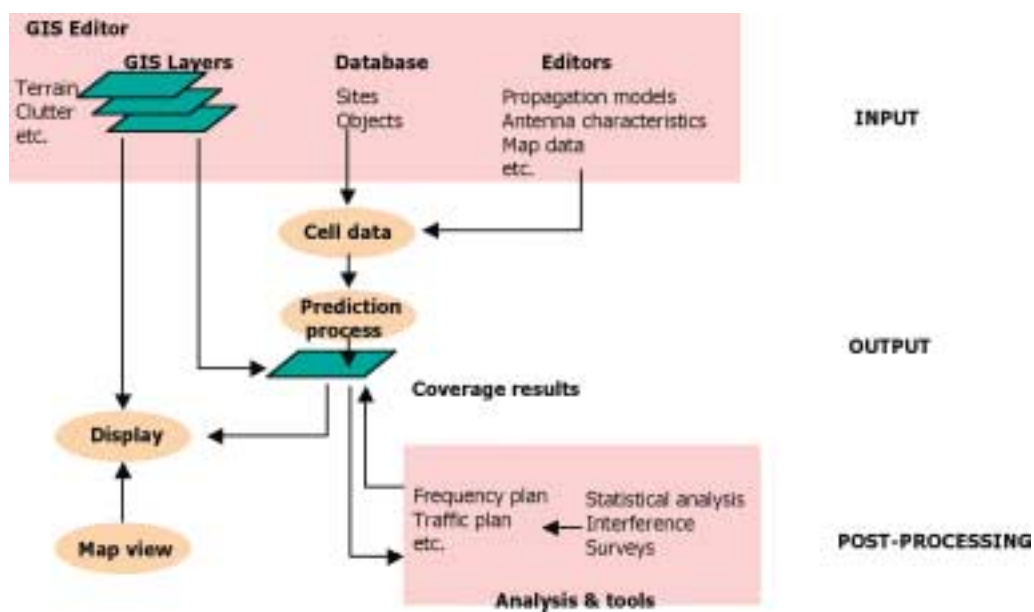 GIS Editor
GIS Layers
Terrain
Clutter
etc.
Database
Sites
Objects
Editors
Propagation models
Antenna characteristics
Map data
etc.
INPUT
Cell data
Prediction
process
OUTPUT
Coverage results
Display
Map view
Frequency plan
Traffic plan
etc.
Statistical analysis
Interference
Surveys
POST-PROCESSING
Analysis & tools